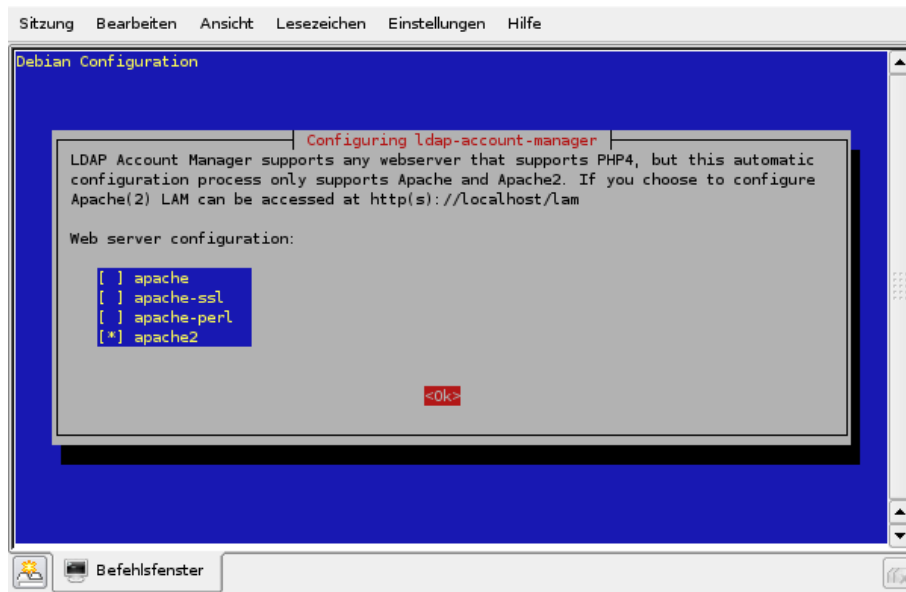 Sitzung Bearbeiten Ansicht Lesezeichen Einstellungen Hilfe
Debian Configuration
Configuring ldap-account-manager
LDAP Account Manager supports any webserver that supports PHP4, but this automatic
configuration process only supports Apache and Apache2. If you choose to configure
Apache(2) LAM can be accessed at http(s)://localhost/lam
Web server configuration:
[ ] apache
[ ] apache-ssl
[ ] apache-perl
[*] apache2
<Ok>
Befehlsfenster